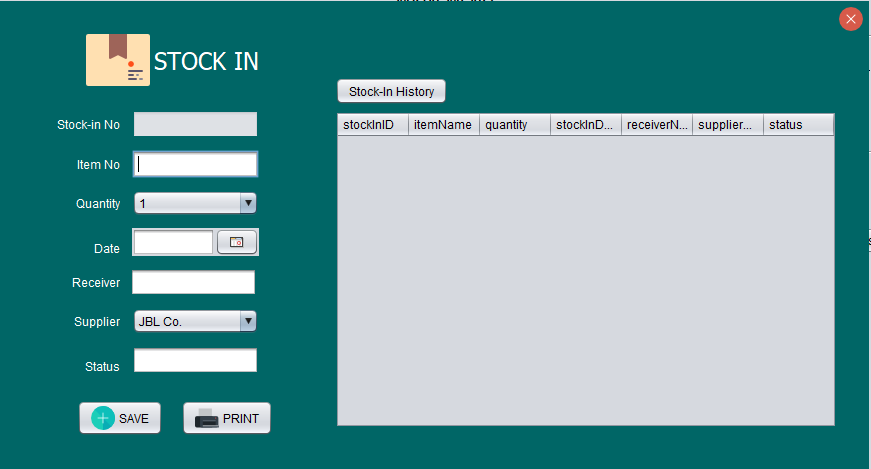 STOCK IN
Stock-In History
Stock-in No
Item No
Quantity 1
Date
Receiver
Supplier JBL Co.
Status
SAVE PRINT
stockInID itemName quantity stockInD... receiverN... supplier... status